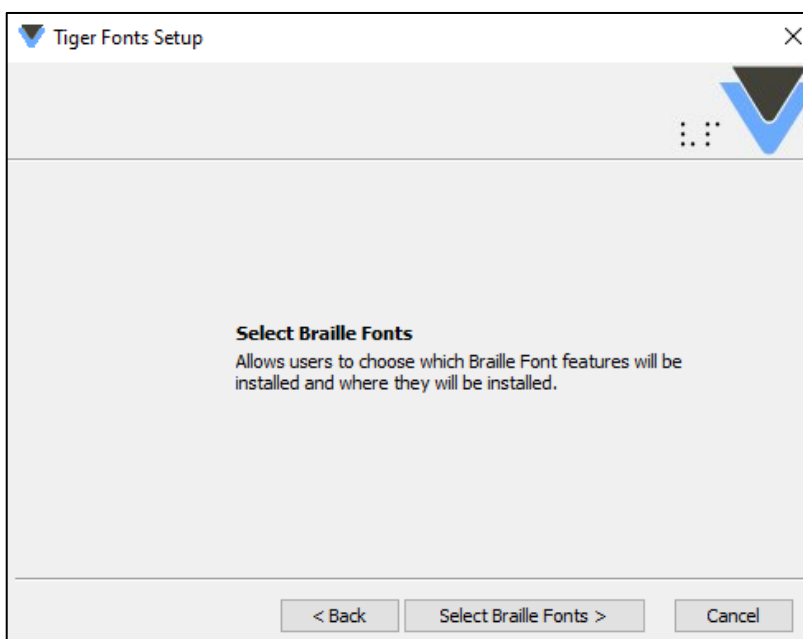 Tiger Fonts Setup
Select Braille Fonts
Allows users to choose which Braille Font features will be
installed and where they will be installed.
< Back
Select Braille Fonts >
Cancel